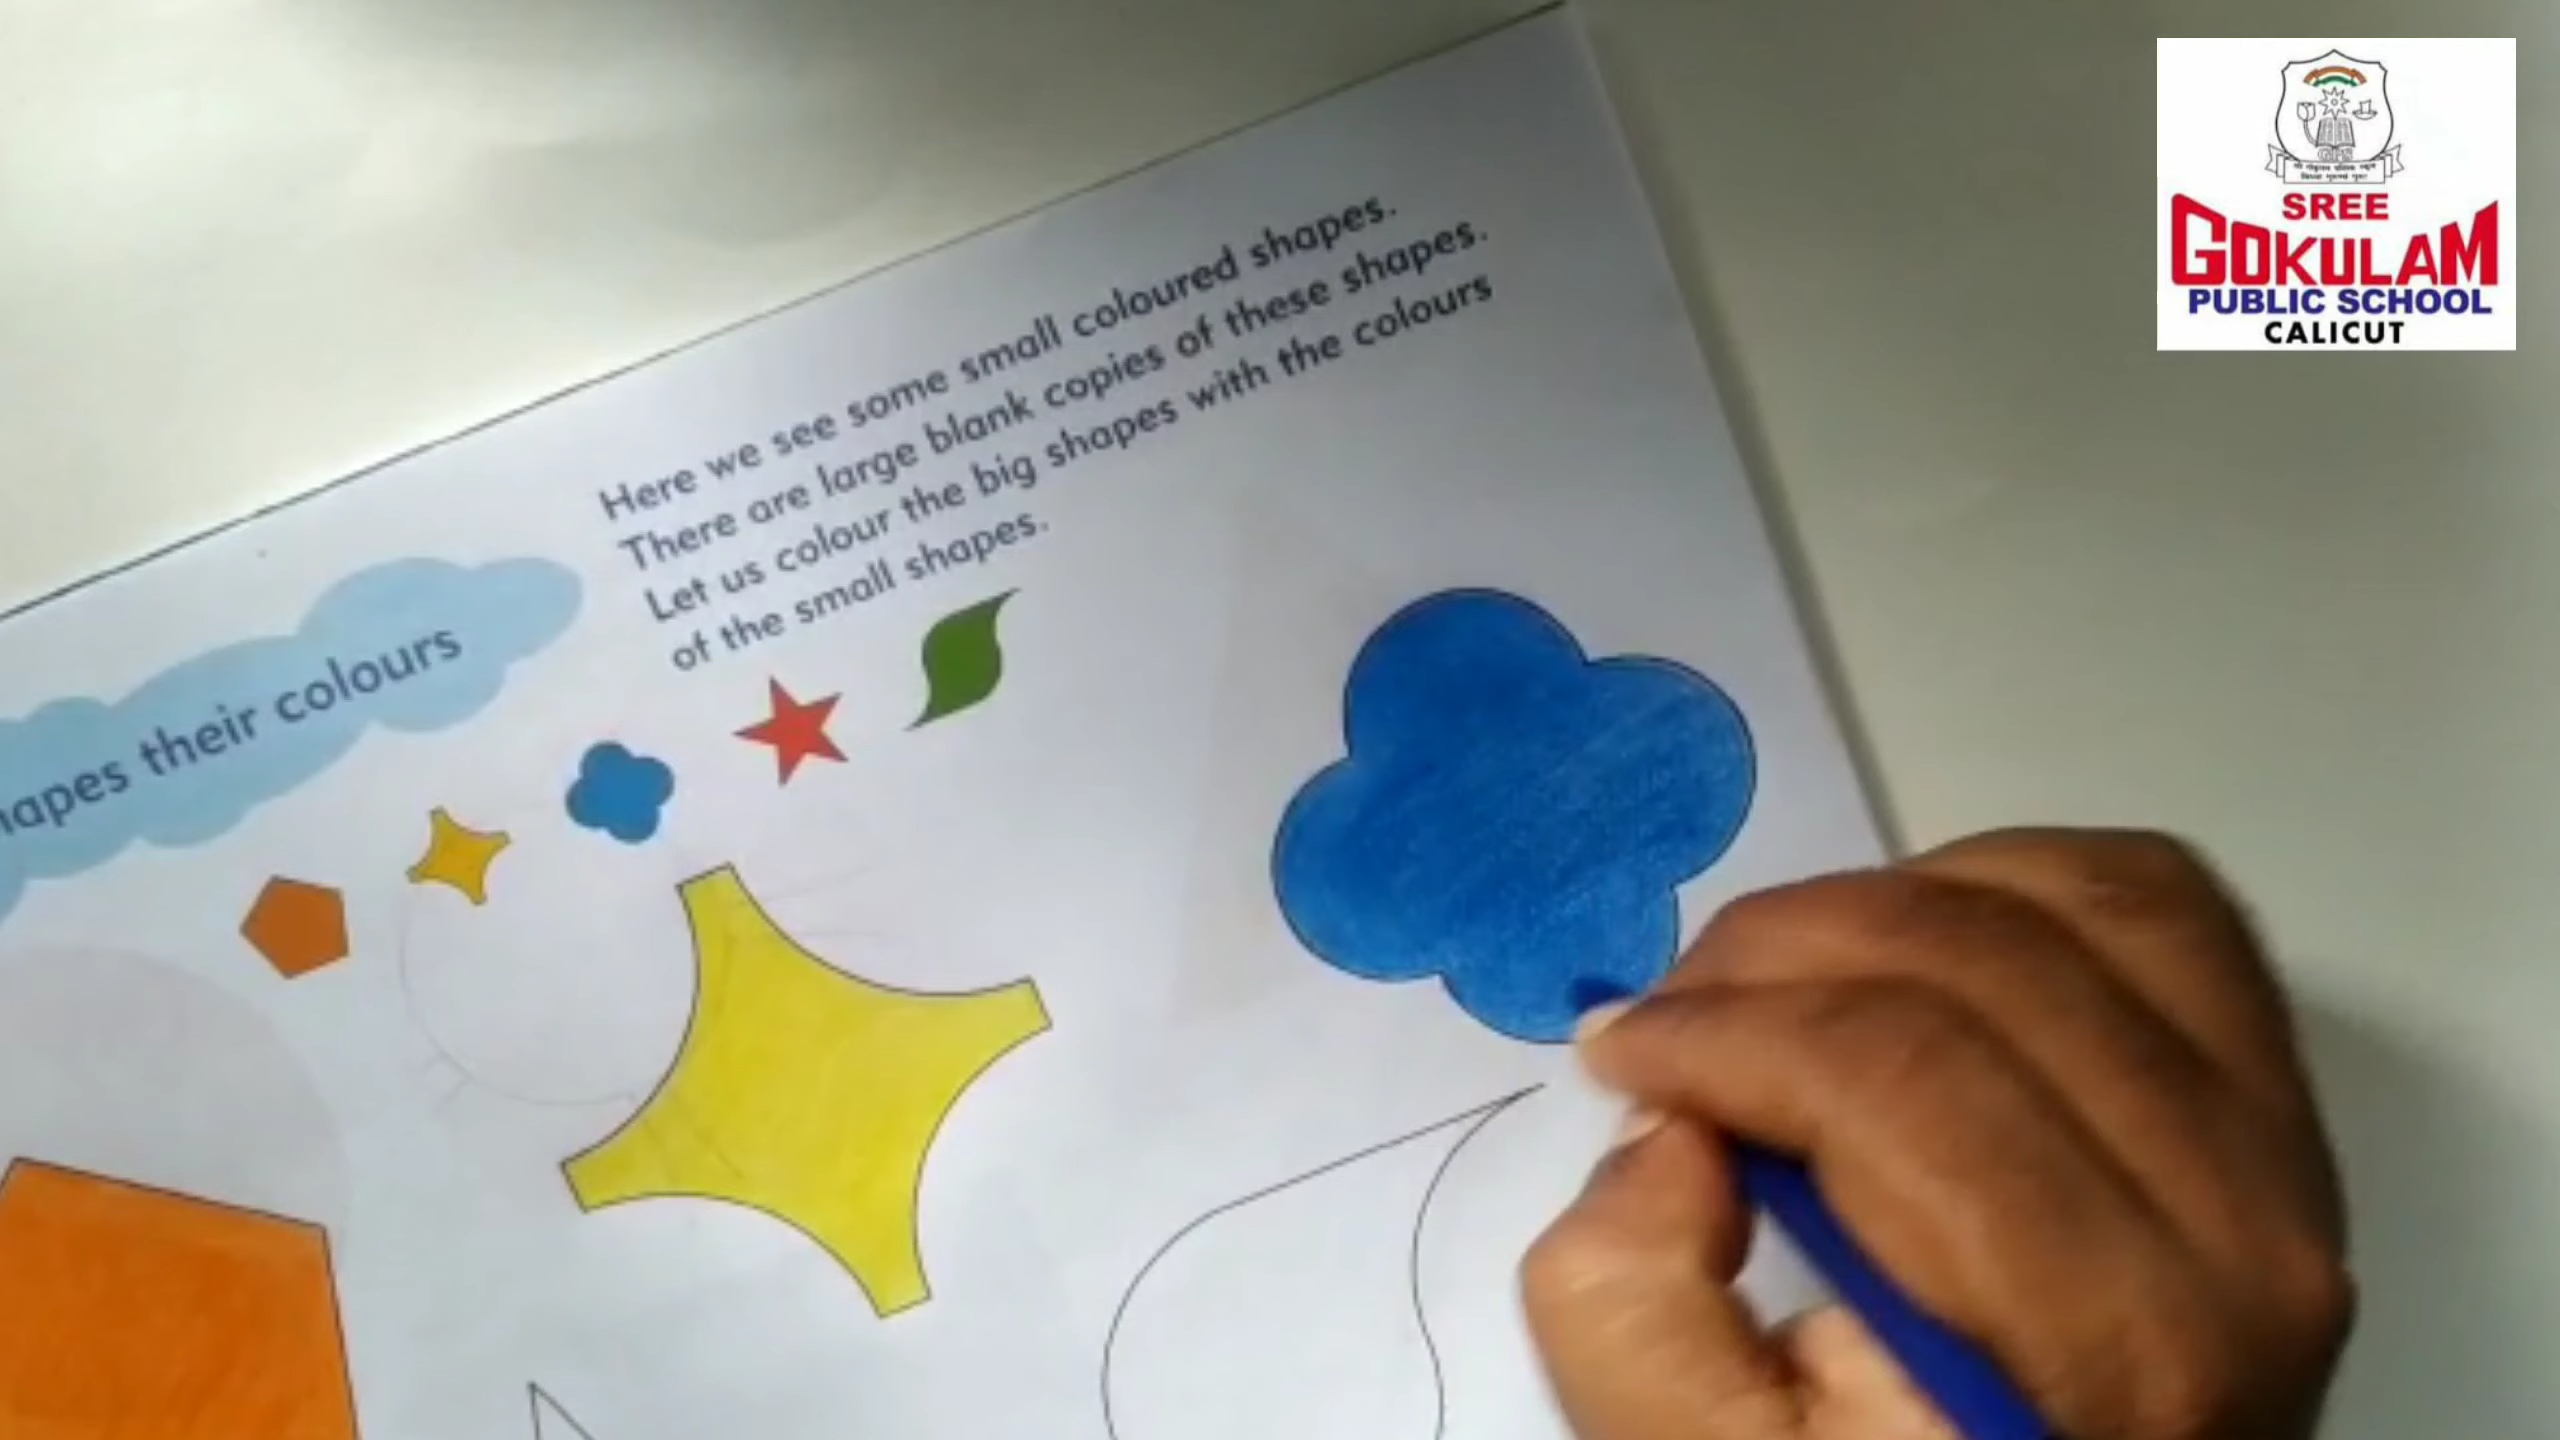 Here we see some small coloured shapes.
There are large blank copies of these shapes.
Let us colour the big shapes with the colours
of the small shapes.
their colours
SREE
GOKULAM
PUBLIC SCHOOL
CALICUT